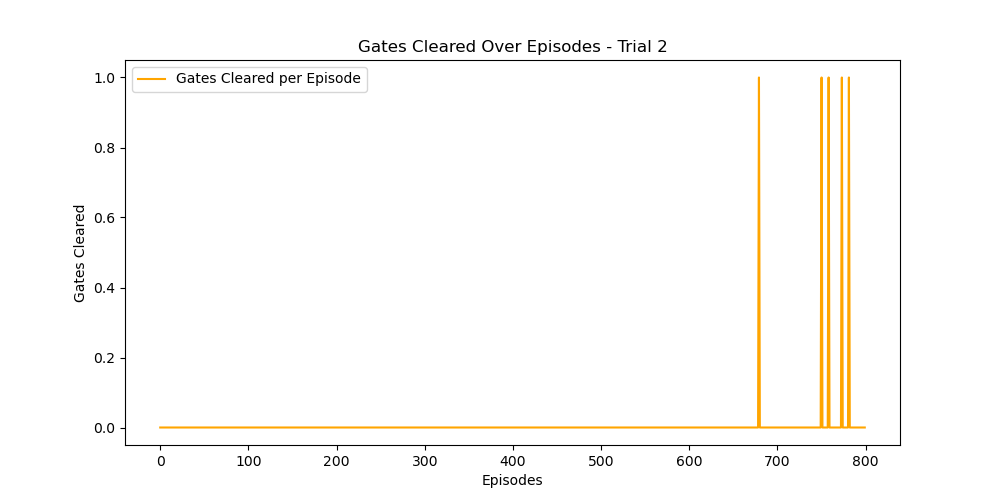 Gates Cleared Over Episodes - Trial 2
Gates Cleared per Episode
Gates Cleared
1.0
0.8
0.6
0.4
0.2
0.0
0 100 200 300 400 500 600 700 800
Episodes